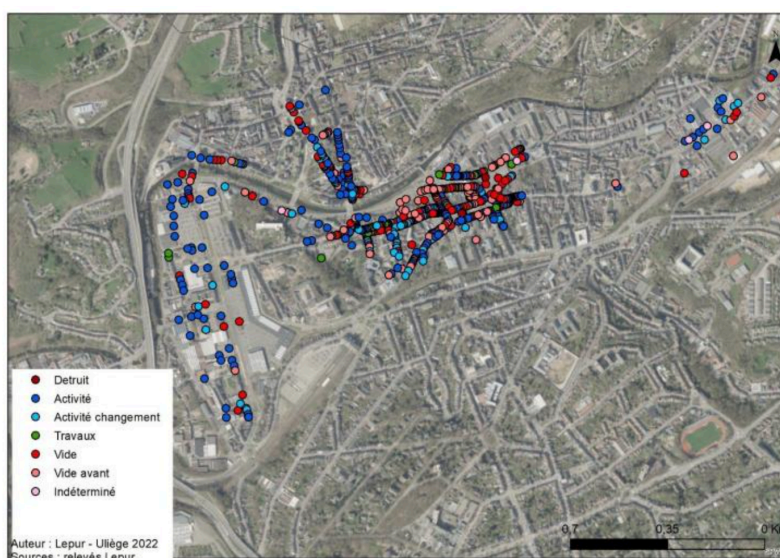 Detruit
Activité
Activité changement
Travaux
Vide
Vide avant
Indéterminé
Auteur : Lepur - Uliège 2022
Sources : relevés Lepur
0.7 0.35 0